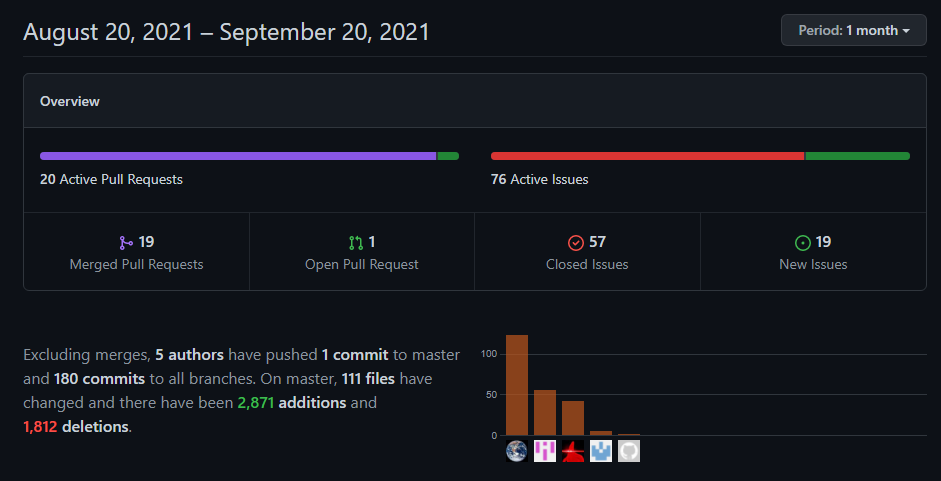 August 20, 2021 – September 20, 2021
Period: 1 month
Overview
20 Active Pull Requests
76 Active Issues
19
Merged Pull Requests
1
Open Pull Request
57
Closed Issues
19
New Issues
Excluding merges, 5 authors have pushed 1 commit to master
and 180 commits to all branches. On master, 111 files have
changed and there have been 2,871 additions and
1,812 deletions.
100
50
0